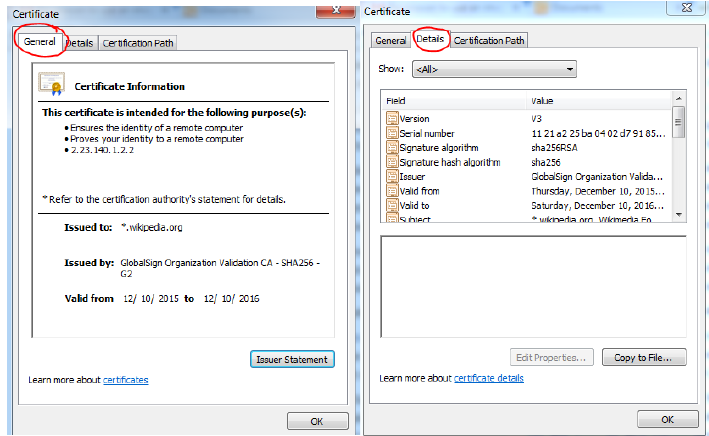 Certificate
General
Details
Certification Path
Certificate Information
This certificate is intended for the following purpose(s):
• Ensures the identity of a remote computer
• Proves your identity to a remote computer
• 2.23.140.1.2.2
* Refer to the certification authority's statement for details.
Issued to: *.wikipedia.org
Issued by: GlobalSign Organization Validation CA - SHA256 -
G2
Valid from 12/ 10/ 2015 to 12/ 10/ 2016
Issuer Statement
Learn more about certificates
OK
Certificate
General
Details
Certification Path
Show: <All>
Field Value
Version V3
Serial number 11 21 a2 25 ba 04 02 d7 91 85...
Signature algorithm sha256RSA
Signature hash algorithm sha256
Issuer GlobalSign Organization Valida...
Valid from Thursday, December 10, 2015...
Valid to Saturday, December 10, 2016...
Subject *.wikipedia.org, Wikimedia Fo...
Edit Properties...
Copy to File...
Learn more about certificate details
OK